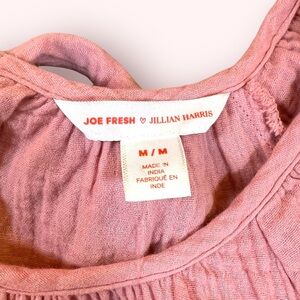 JOE FRESH ♡ JILLIAN HARRIS
M / M
MADE IN
INDIA
FABRIQUÉ EN
INDE